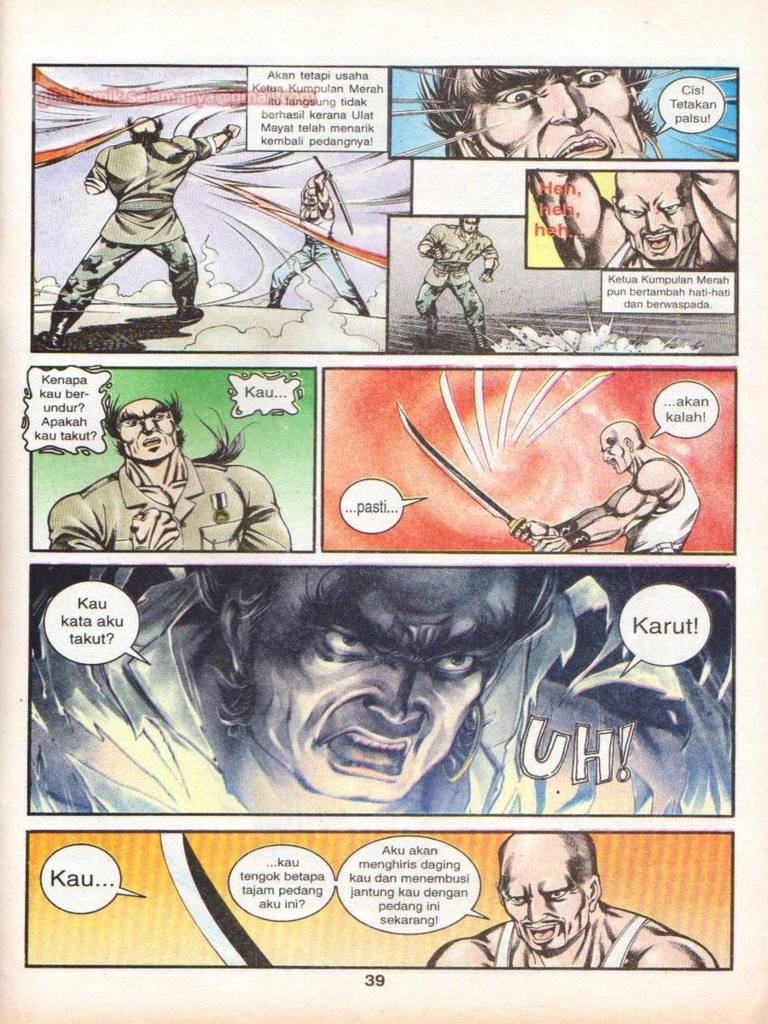 Akan tetapi usaha
Ketua Kumpulan Merah
itu langsung tidak
berhasil kerana Ulat
Mayat telah menarik
kembali pedangnya!
Cis!
Tetakan
palsu!
Heh,
heh,
heh...
Ketua Kumpulan Merah
pun bertambah hati-hati
dan berwaspada.
Kenapa
kau ber-
undur?
Apakah
kau takut?
Kau...
...pasti...
...akan
kalah!
Kau
kata aku
takut?
Karut!
UH!
Kau...
...kau
tengok betapa
tajam pedang
aku ini?
Aku akan
menghiris daging
kau dan menembusi
jantung kau dengan
pedang ini
sekarang!
39